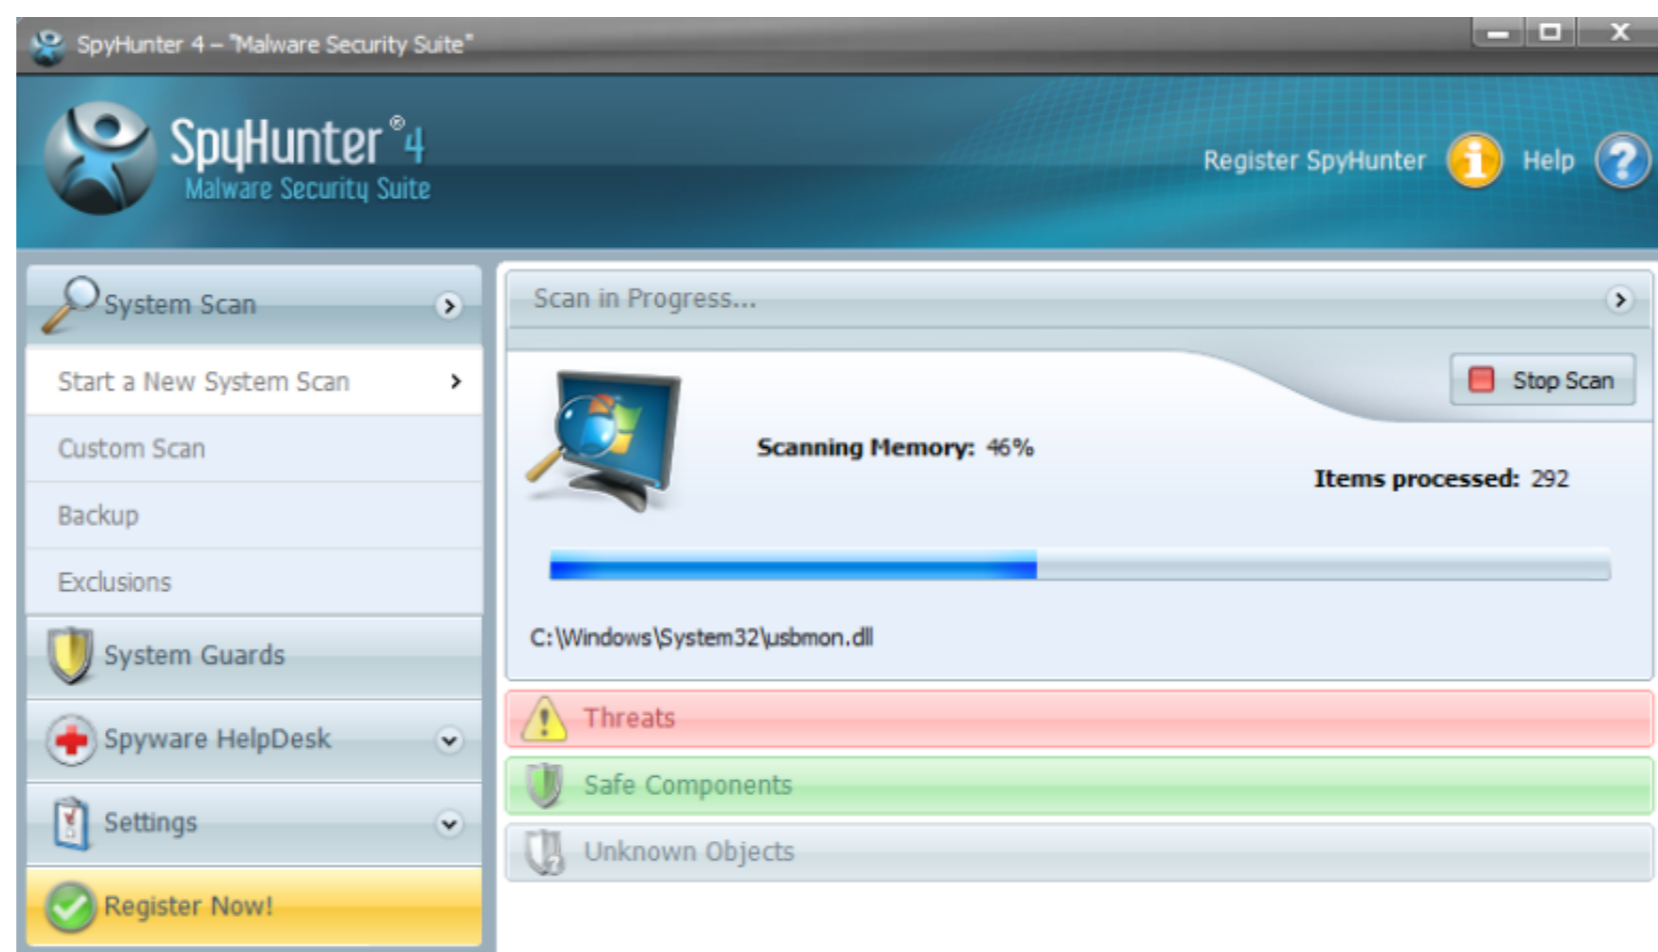 SpyHunter 4 – "Malware Security Suite"
SpyHunter® 4
Malware Security Suite
Register SpyHunter
Help
System Scan
Start a New System Scan
Custom Scan
Backup
Exclusions
System Guards
Spyware HelpDesk
Settings
Register Now!
Scan in Progress...
Stop Scan
Scanning Memory: 46%
Items processed: 292
C:\Windows\System32\usbmon.dll
Threats
Safe Components
Unknown Objects